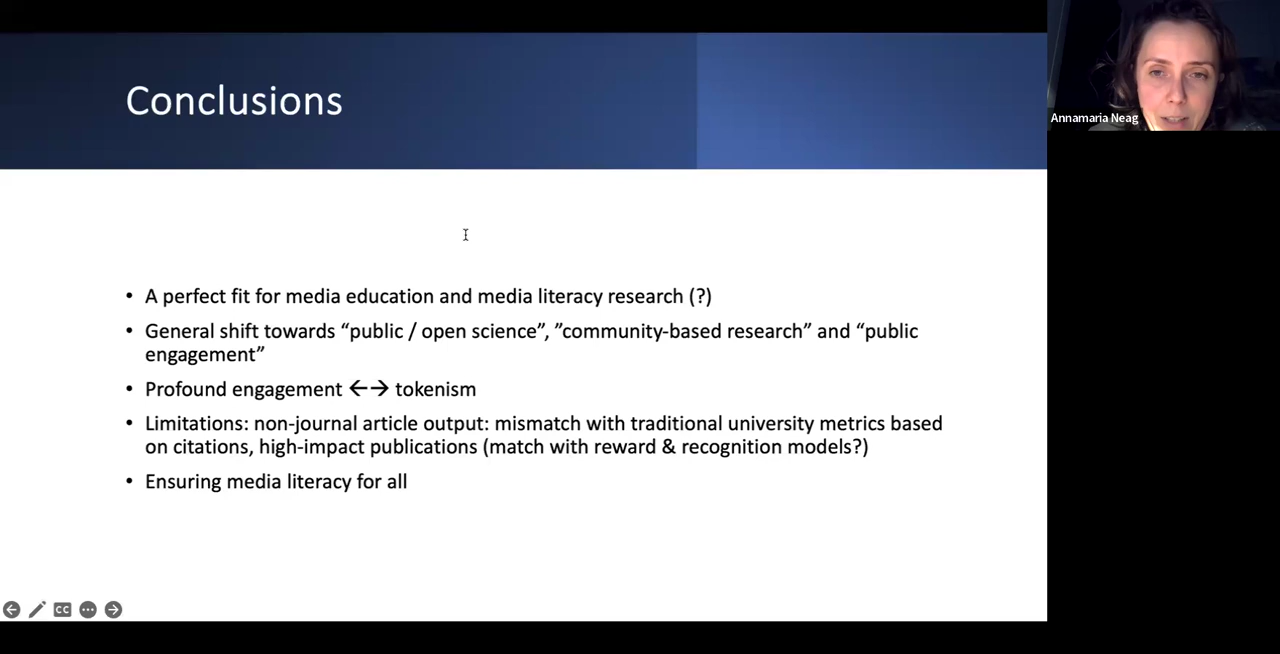 Conclusions
Annamaria Neag
• A perfect fit for media education and media literacy research (?)
• General shift towards “public / open science”, ”community-based research” and “public
engagement”
• Profound engagement ←→ tokenism
• Limitations: non-journal article output: mismatch with traditional university metrics based
on citations, high-impact publications (match with reward & recognition models?)
• Ensuring media literacy for all
CC